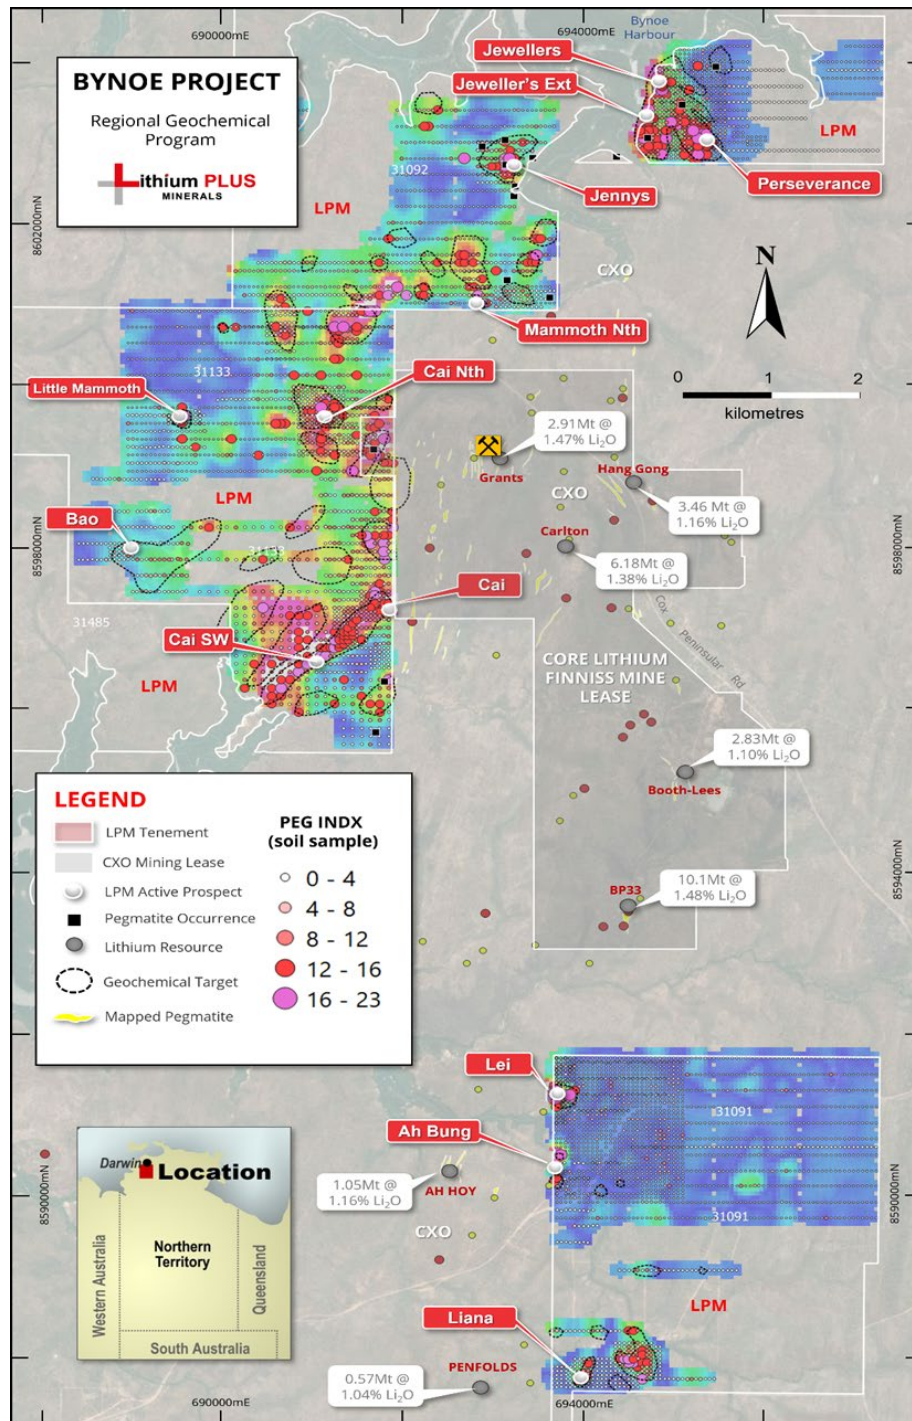 690000mE
694000mE
Bynoe
Harbour
BYNOE PROJECT
Regional Geochemical
Program
Lithium PLUS
MINERALS
Jewellers
Jeweller's Ext
LPM
Perseverance
31092
Jennys
LPM
8602000mN
CXO
N
Mammoth Nth
31133
Cai Nth
Little Mammoth
0 1 2
kilometres
2.91Mt @
1.47% Li2O
Grants
Hang Gong
CXO
3.46 Mt @
1.16% Li2O
LPM
Bao
Carlton
8598000mN
8598000mN
31133
6.18Mt @
1.38% Li2O
Cai
31485
Cai SW
Cox Peninsular Rd
LPM
CORE LITHIUM
FINNISS MINE
LEASE
2.83Mt @
1.10% Li2O
Booth-Lees
LEGEND
LPM Tenement
CXO Mining Lease
LPM Active Prospect
Pegmatite Occurrence
Lithium Resource
Geochemical Target
Mapped Pegmatite
PEG INDX
(soil sample)
0 - 4
4 - 8
8 - 12
12 - 16
16 - 23
BP33
10.1Mt @
1.48% Li2O
8594000mN
Lei
31091
Ah Bung
Darwin
Location
Northern
Territory
Western Australia
Queensland
South Australia
1.05Mt @
1.16% Li2O
AH HOY
8590000mN
8590000mN
31091
CXO
LPM
Liana
PENFOLDS
0.57Mt @
1.04% Li2O
690000mE
694000mE